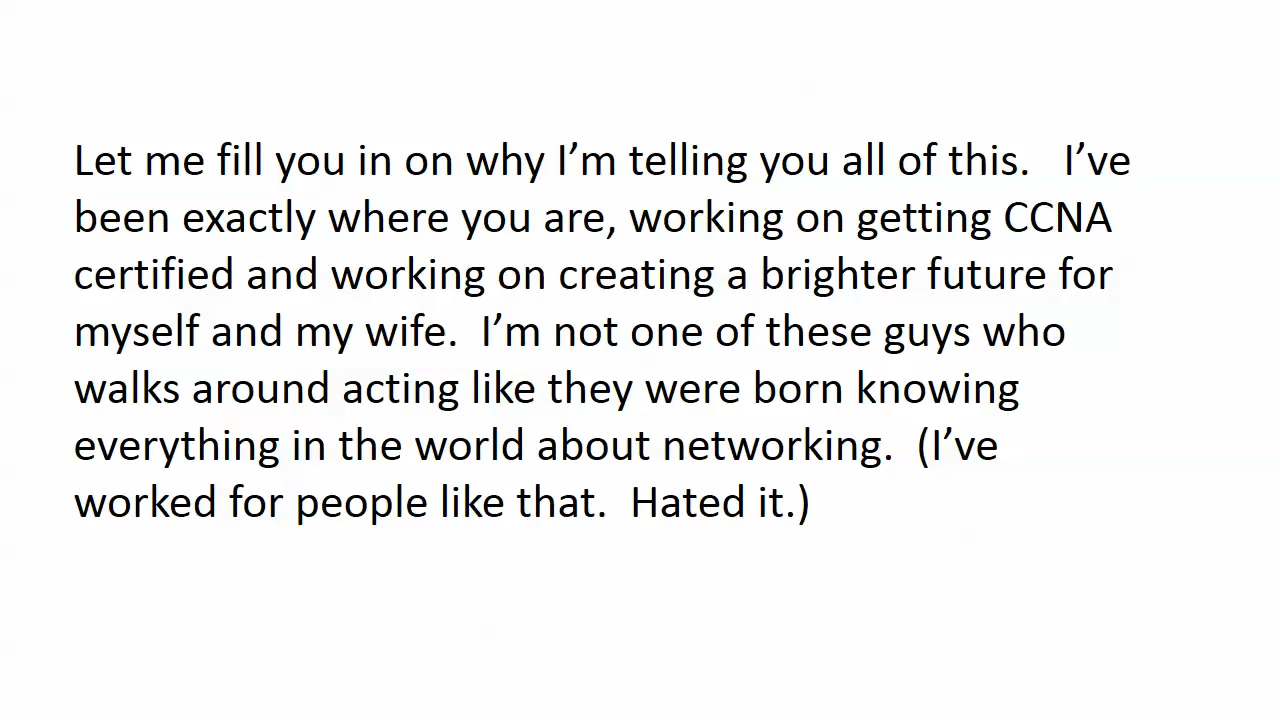 Let me fill you in on why I’m telling you all of this.   I’ve
been exactly where you are, working on getting CCNA
certified and working on creating a brighter future for
myself and my wife.  I’m not one of these guys who
walks around acting like they were born knowing
everything in the world about networking.  (I’ve
worked for people like that.  Hated it.)